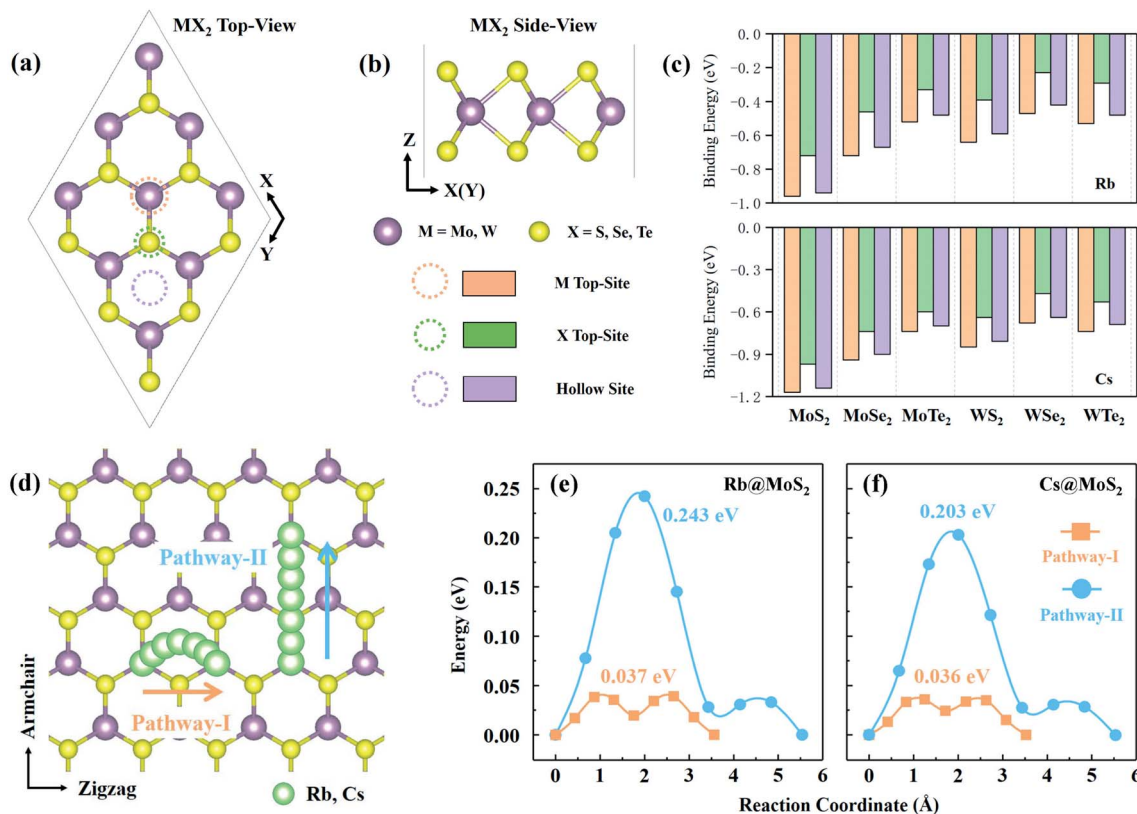 (a)
MX₂ Top-View
X
Y
(b)
MX₂ Side-View
Z
X(Y)
M = Mo, W
X = S, Se, Te
M Top-Site
X Top-Site
Hollow Site
(c)
Binding Energy (eV)
0.0
−0.2
−0.4
−0.6
−0.8
−1.0
Rb
Binding Energy (eV)
0.0
−0.3
−0.6
−0.9
−1.2
Cs
MoS₂ MoSe₂ MoTe₂ WS₂ WSe₂ WTe₂
(d)
Pathway-II
Pathway-I
Armchair
Zigzag
Rb, Cs
(e)
Rb@MoS₂
Energy (eV)
0.25
0.20
0.15
0.10
0.05
0.00
0.243 eV
0.037 eV
0 1 2 3 4 5 6
(f)
Cs@MoS₂
0.203 eV
0.036 eV
Pathway-I
Pathway-II
0 1 2 3 4 5 6
Reaction Coordinate (Å)